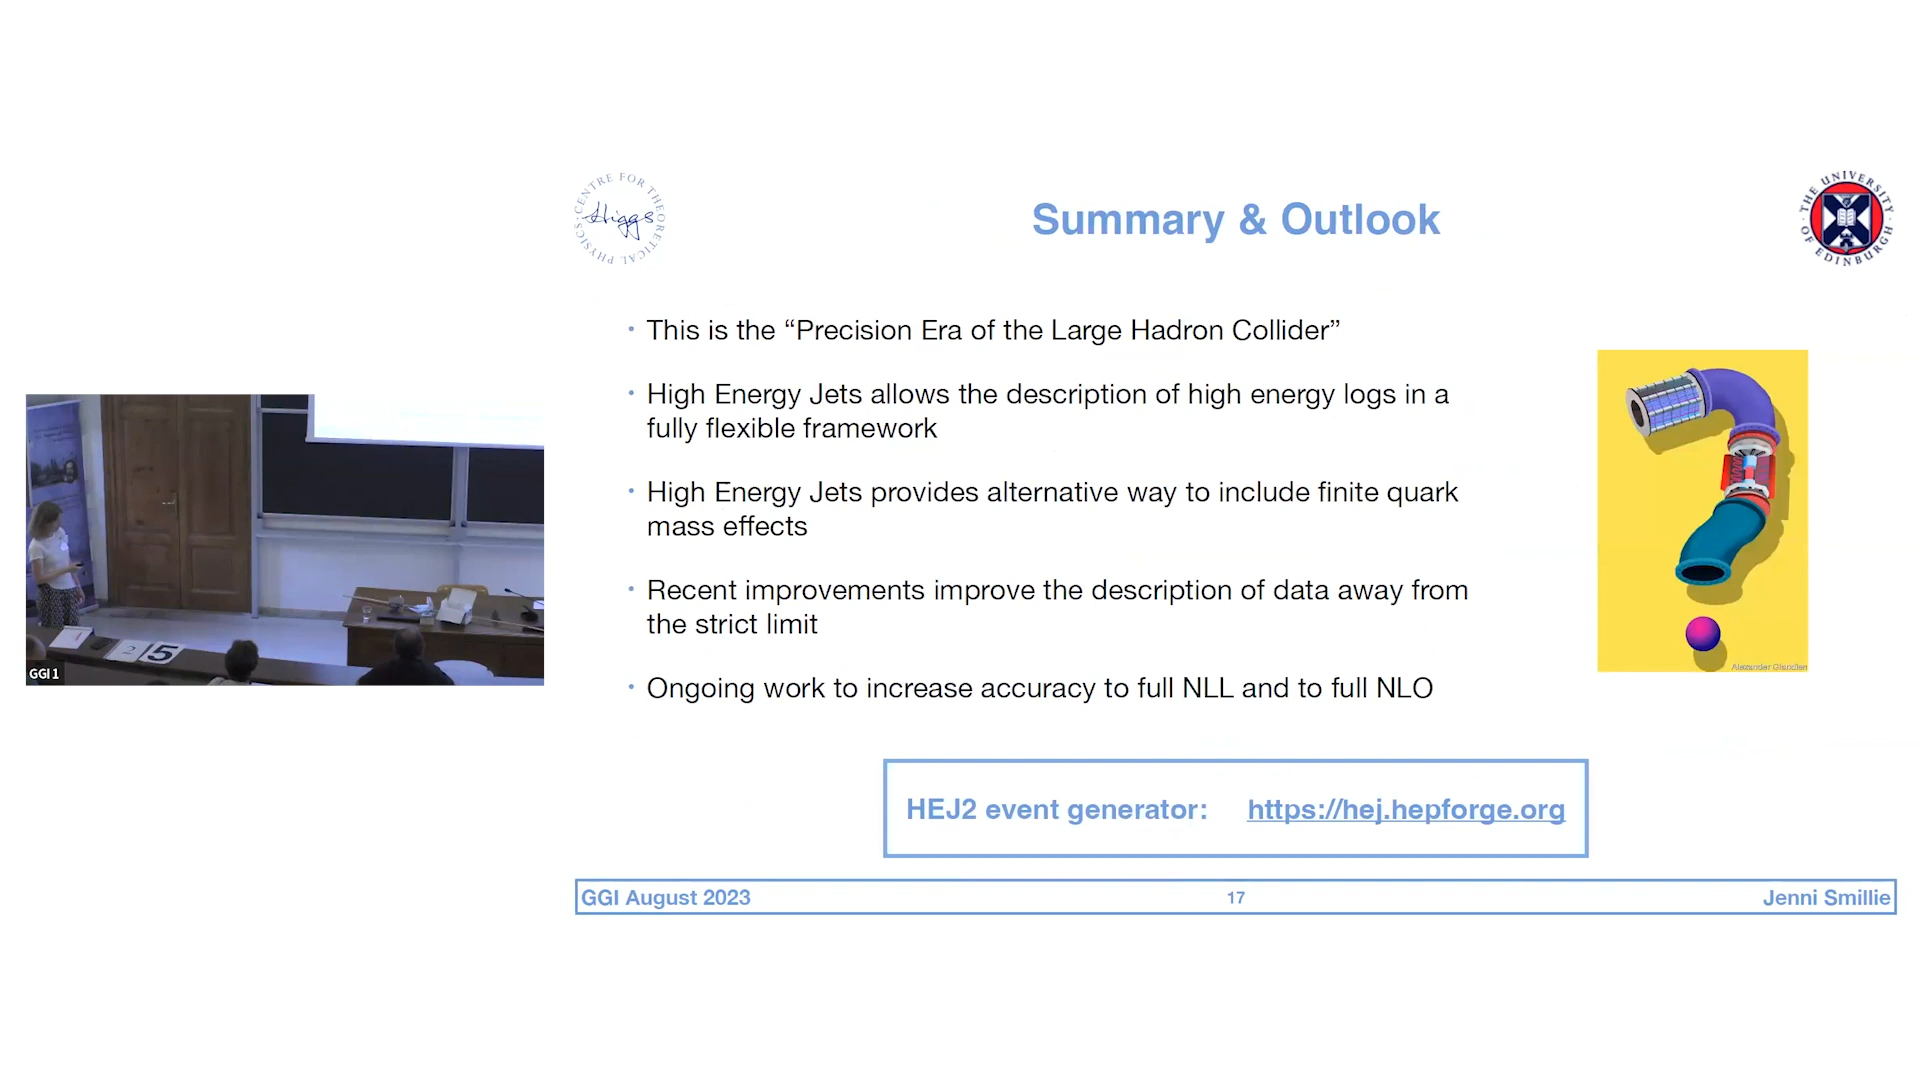 CENTRE FOR THEORETICAL PHYSICS
Higgs
Summary & Outlook
THE UNIVERSITY OF EDINBURGH
• This is the “Precision Era of the Large Hadron Collider”
• High Energy Jets allows the description of high energy logs in a
fully flexible framework
• High Energy Jets provides alternative way to include finite quark
mass effects
• Recent improvements improve the description of data away from
the strict limit
• Ongoing work to increase accuracy to full NLL and to full NLO
Alexander Glandien
GGI 1
2 5
HEJ2 event generator: https://hej.hepforge.org
GGI August 2023 17 Jenni Smillie